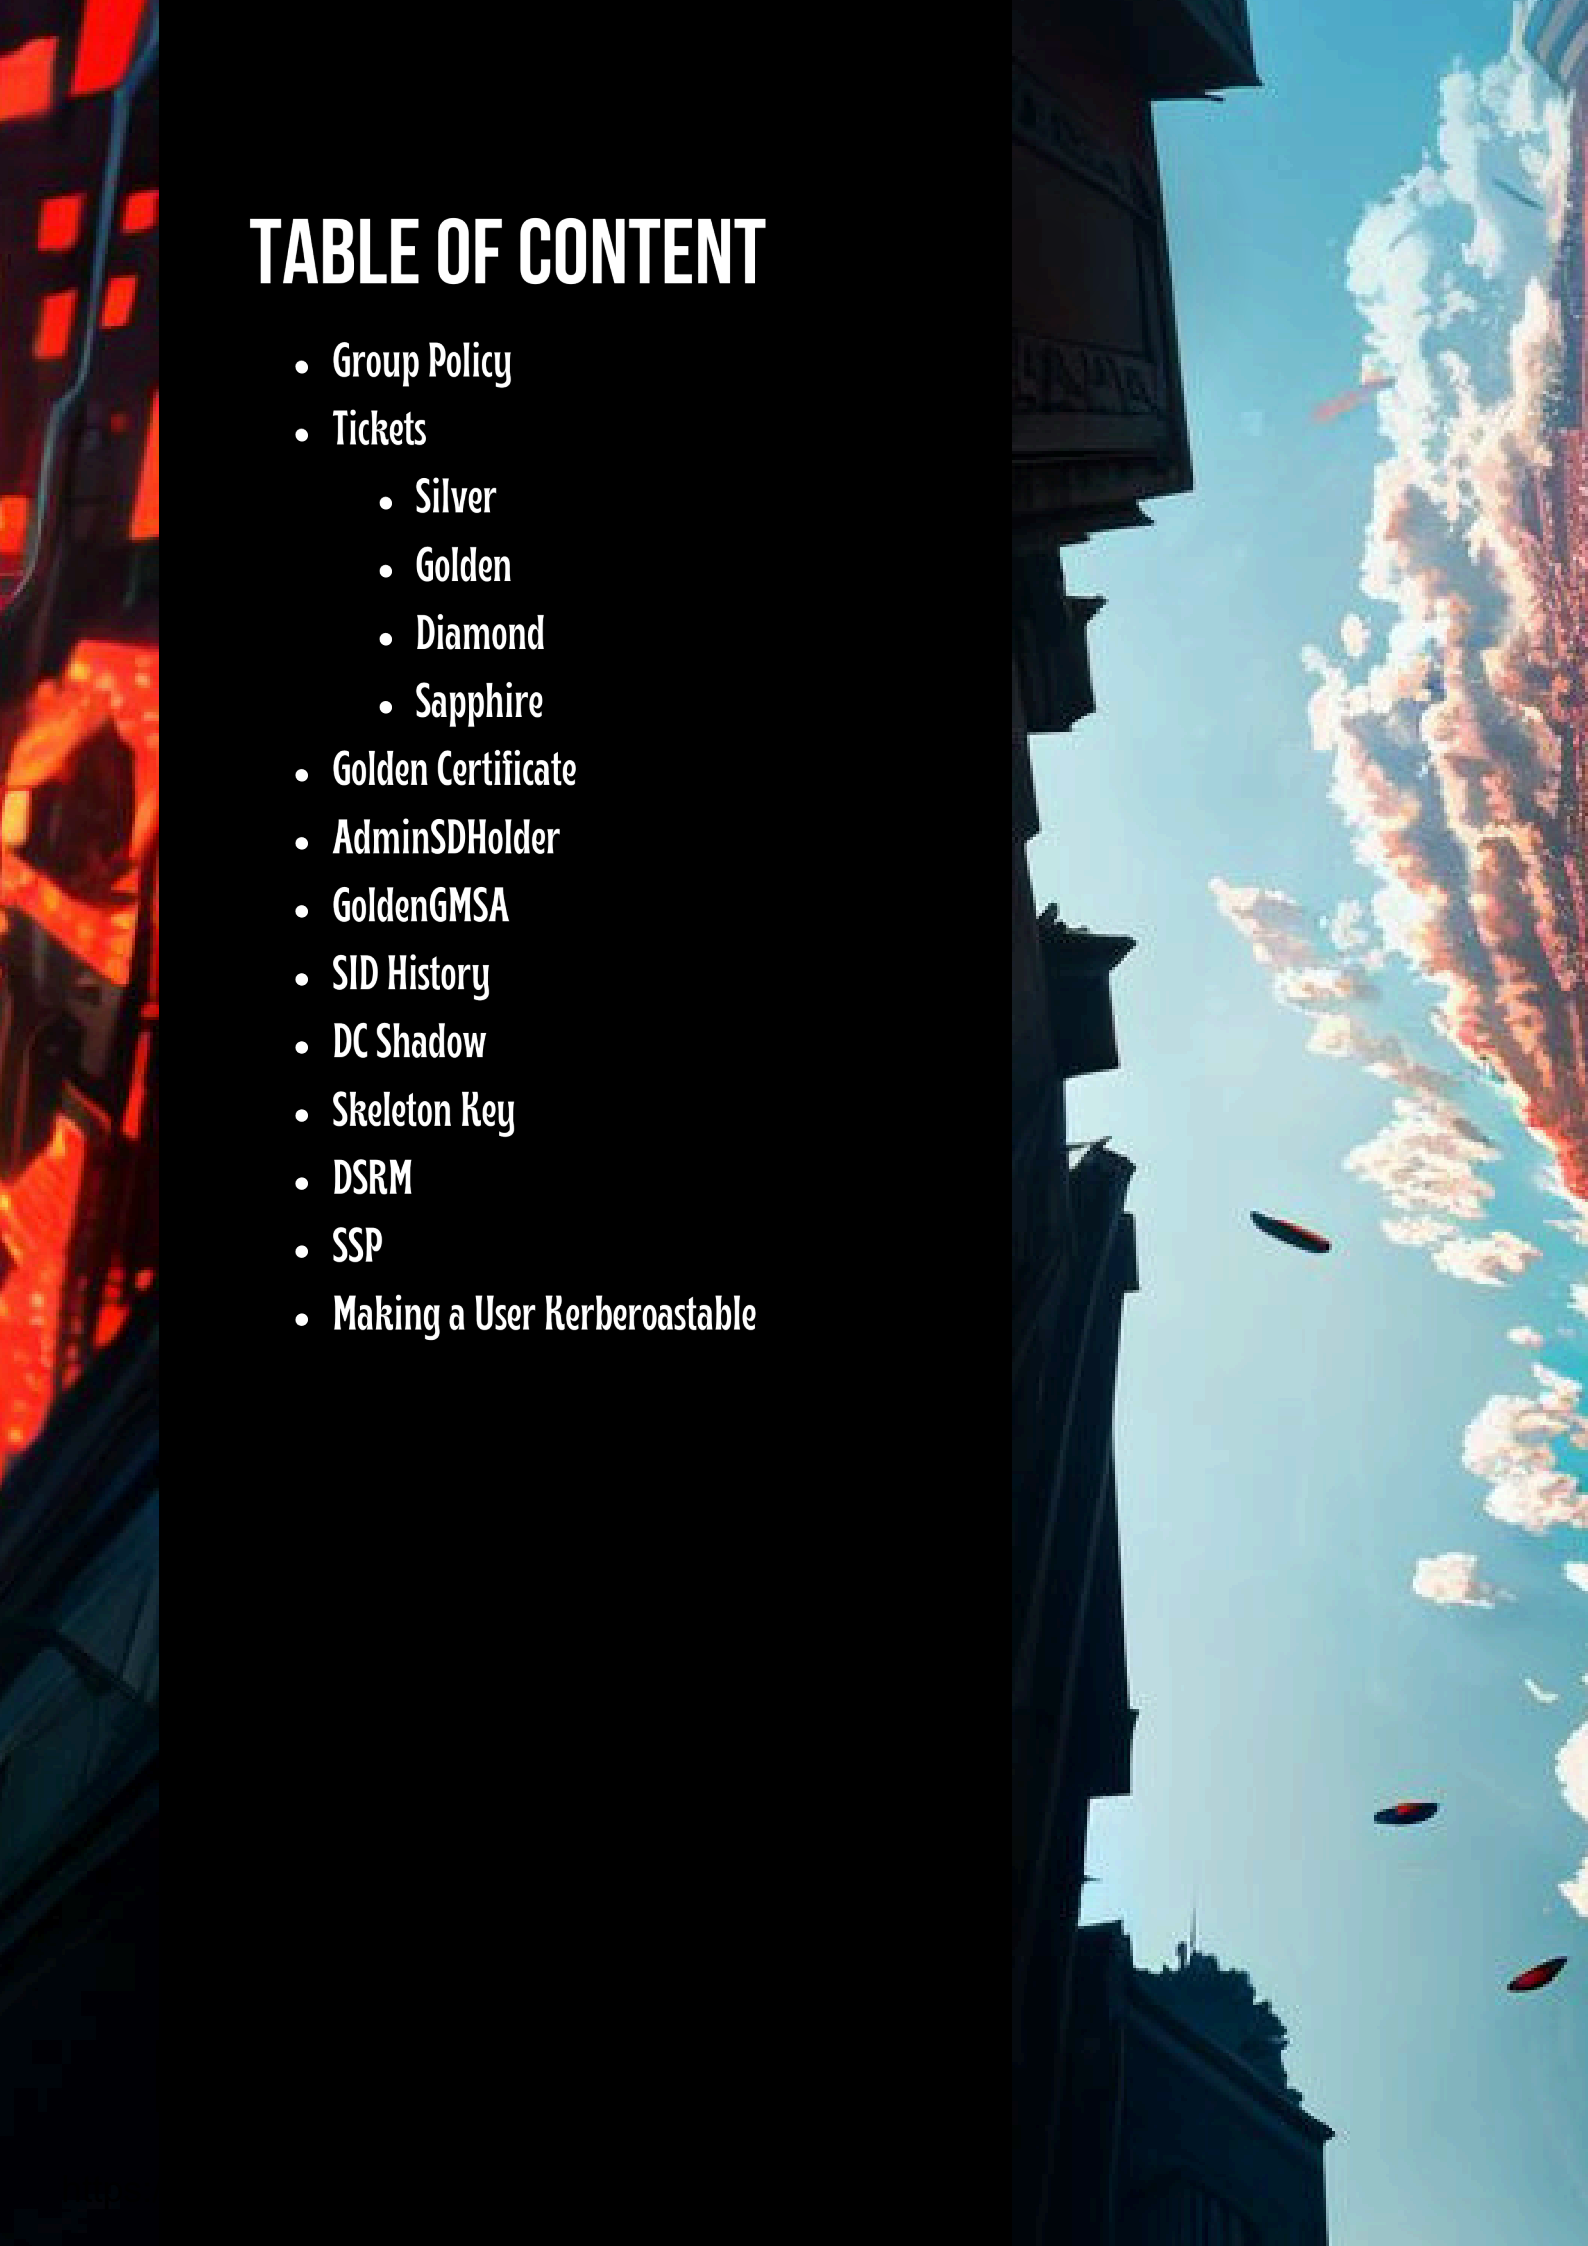 TABLE OF CONTENT
• Group Policy
• Tickets
• Silver
• Golden
• Diamond
• Sapphire
• Golden Certificate
• AdminSDHolder
• GoldenGMSA
• SID History
• DC Shadow
• Skeleton Key
• DSRM
• SSP
• Making a User Kerberoastable